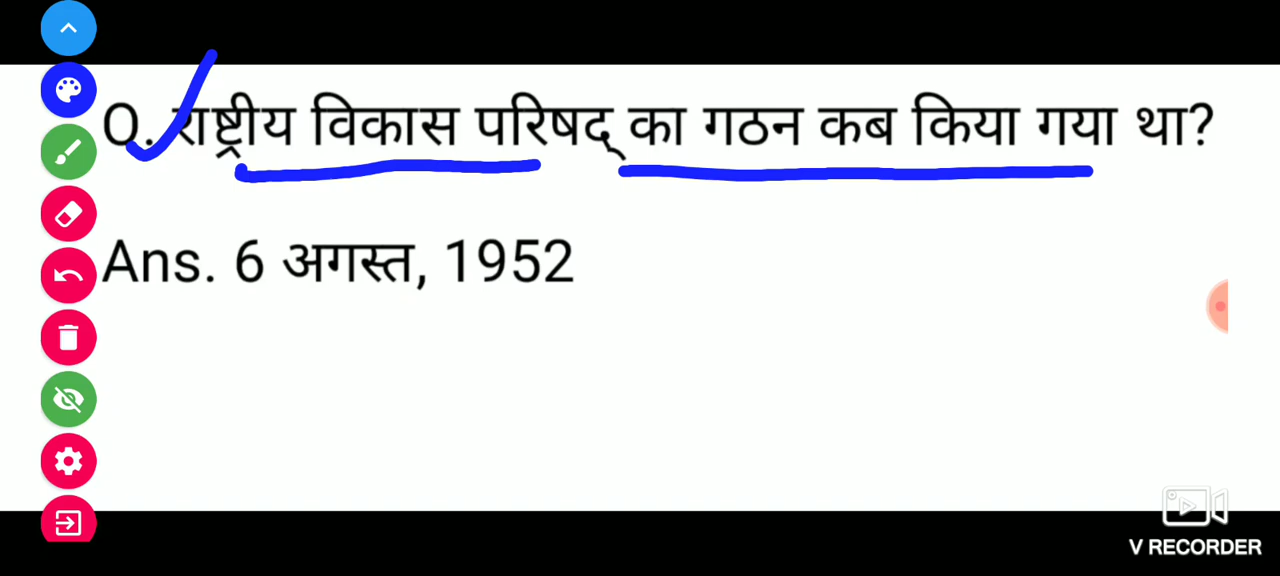 Q. राष्ट्रीय विकास परिषद् का गठन कब किया गया था?
Ans. 6 अगस्त, 1952
V RECORDER